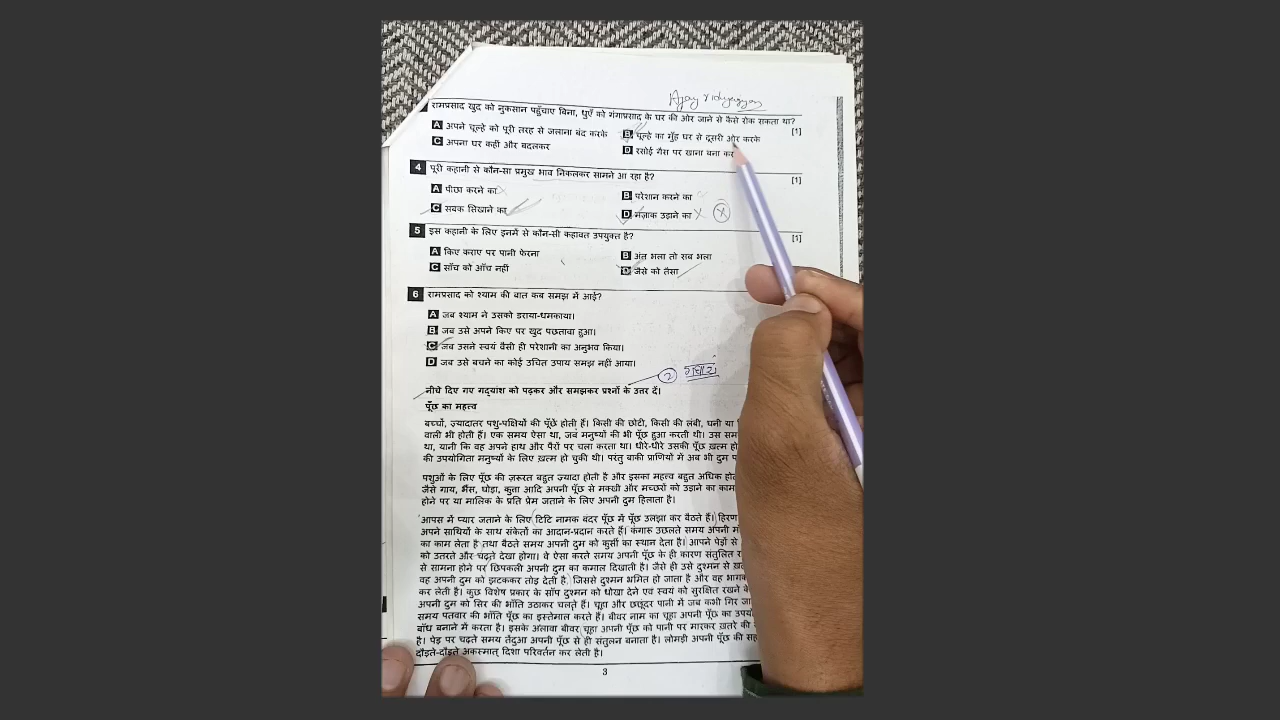 Ajay
रामप्रसाद खुद को नुकसान पहुँचाए बिना, धुएँ को गंगाप्रसाद के घर की ओर जाने से कैसे रोक सकता था?
[1]
A अपने चूल्हे को पूरी तरह से जलाना बंद करके
B चूल्हे का मुँह घर से दूसरी ओर करके
C अपना घर कहीं और बदलकर
D रसोई गैस पर खाना बना कर
4 पूरी कहानी से कौन-सा प्रमुख भाव निकलकर सामने आ रहा है? [1]
A पीछा करने का
B परेशान करने का
C सबक सिखाने का
D मज़ाक उड़ाने का
5 इस कहानी के लिए इनमें से कौन-सी कहावत उपयुक्त है? [1]
A किए कराए पर पानी फेरना
B अंत भला तो सब भला
C साँच को आँच नहीं
D जैसे को तैसा
6 रामप्रसाद को श्याम की बात कब समझ में आई?
A जब श्याम ने उसको डराया-धमकाया।
B जब उसे अपने किए पर खुद पछतावा हुआ।
C जब उसने स्वयं वैसी ही परेशानी का अनुभव किया।
D जब उसे बचने का कोई उचित उपाय समझ नहीं आया।
नीचे दिए गए गद्यांश को पढ़कर और समझकर प्रश्नों के उत्तर दें।
पूँछ का महत्व
बच्चों, ज़्यादातर पशु-पक्षियों की पूँछें होती हैं। किसी की छोटी, किसी की लंबी, घनी या
वाली भी होती हैं। एक समय ऐसा था, जब मनुष्यों की भी पूँछ हुआ करती थी। उस
था, यानी कि वह अपने हाथ और पैरों पर चला करता था। धीरे-धीरे उसकी पूँछ ख़त्म
की उपयोगिता मनुष्यों के लिए ख़त्म हो चुकी थी। परंतु बाकी प्राणियों में अब भी दुम
पशुओं के लिए पूँछ की ज़रूरत बहुत ज़्यादा होती है और इसका महत्व बहुत अधिक
जैसे गाय, भैंस, घोड़ा, कुत्ता आदि अपनी पूँछ से मक्खी और मच्छरों को उड़ाने का काम
होने पर या मालिक के प्रति प्रेम जताने के लिए अपनी दुम हिलाता है।
आपस में प्यार जताने के लिए टिटि नामक बंदर पूँछ में पूँछ उलझा कर बैठते हैं। हिरण
अपने साथियों के साथ संकेतों का आदान-प्रदान करते हैं। कंगारू उछलते समय अपनी
का काम लेता है तथा बैठते समय अपनी दुम को कुर्सी का स्थान देता है। आपने पेड़ों से
को उतरते और चढ़ते देखा होगा। वे ऐसा करते समय अपनी पूँछ के ही कारण संतुलित
से सामना होने पर छिपकली अपनी दुम का कमाल दिखाती है। जैसे ही उसे दुश्मन से
वह अपनी दुम को झटककर तोड़ देती है, जिससे दुश्मन भ्रमित हो जाता है और वह
कर लेती है। कुछ विशेष प्रकार के साँप दुश्मन को धोखा देने एवं स्वयं को सुरक्षित रखने
अपनी दुम को सिर की भाँति उठाकर चलते हैं। चूहा और छछूंदर पानी में जब कभी गिर
समय पतवार की भाँति पूँछ का इस्तेमाल करते हैं। बीवर नाम का चूहा अपनी पूँछ का
बाँध बनाने में करता है। इसके अलावा बीवर चूहा अपनी पूँछ को पानी पर मारकर ख़तरे की
है। पेड़ पर चढ़ते समय तेंदुआ अपनी पूँछ से ही संतुलन बनाता है। लोमड़ी अपनी पूँछ की
दौड़ते-दौड़ते अकस्मात् दिशा परिवर्तन कर लेती है।
3